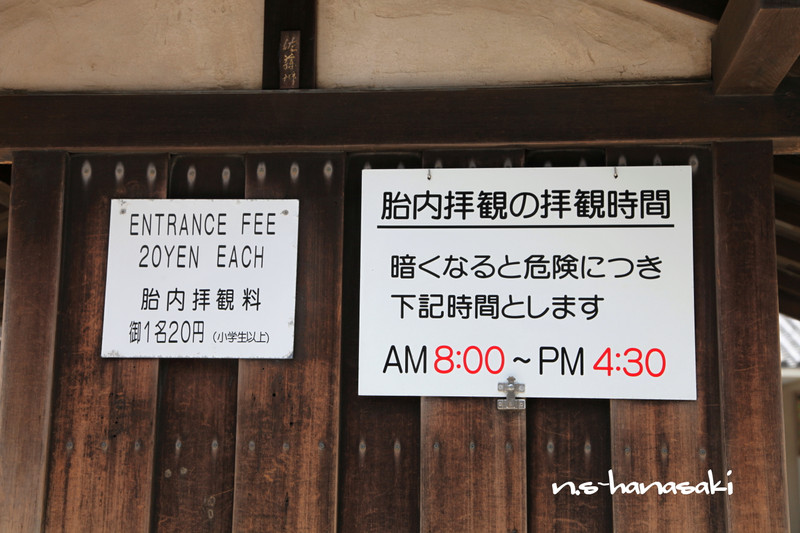 ENTRANCE FEE
20YEN EACH
胎内拝観料
御1名20円（小学生以上）
胎内拝観の拝観時間
暗くなると危険につき
下記時間とします
AM 8:00～PM 4:30
n.s-hanasaki